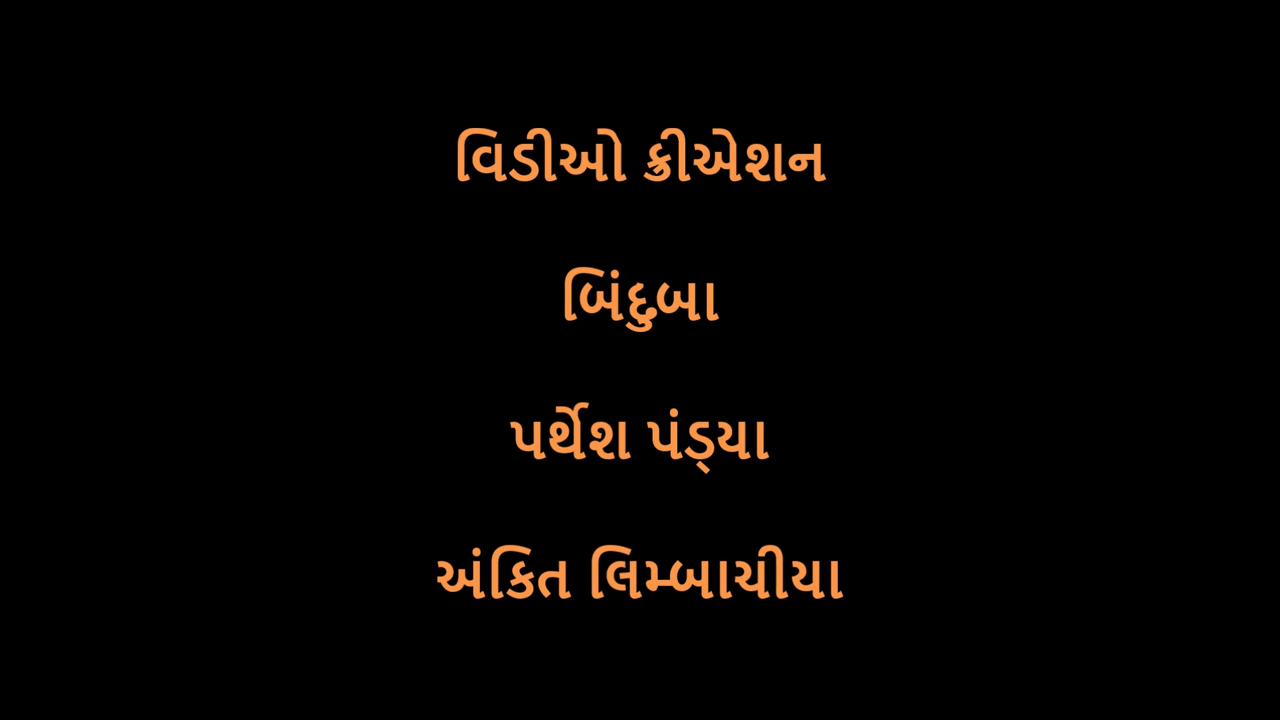 વિડીઓ ક્રીએશન
બિંદુબા
પર્થેશ પંડ્યા
અંકિત લિમ્બાચીયા